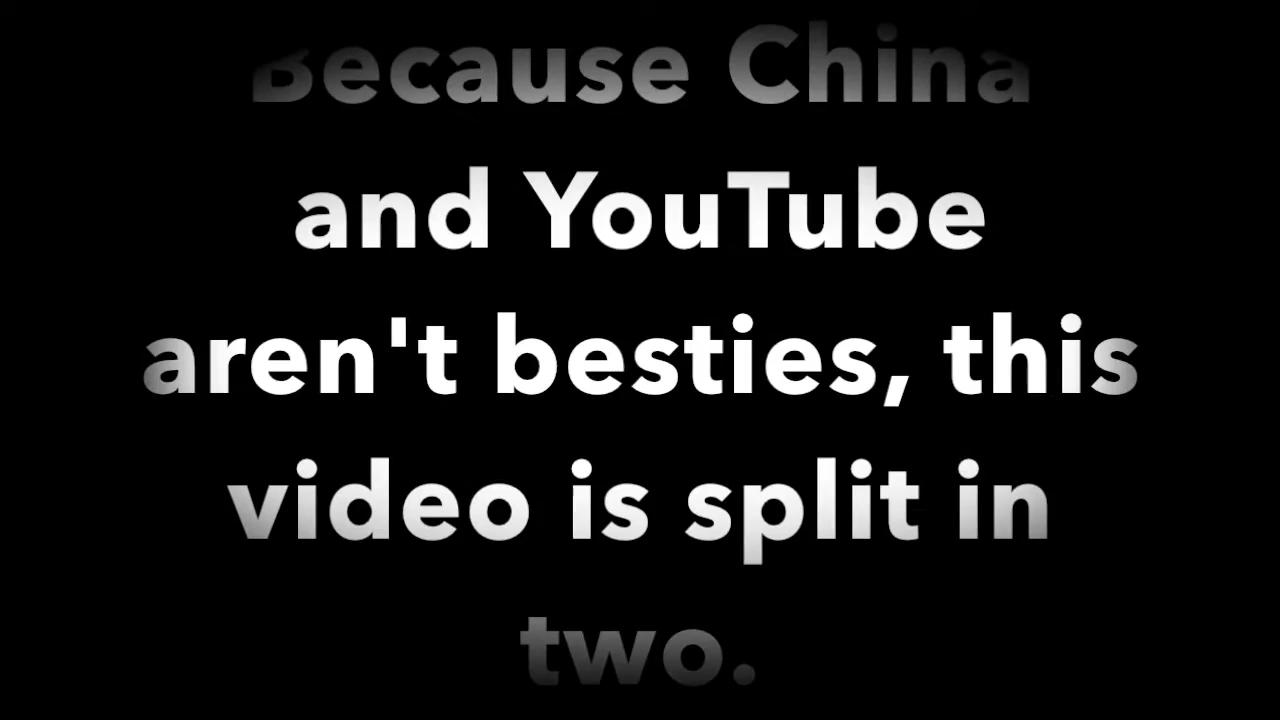 Because China
and YouTube
aren't besties, this
video is split in
two.